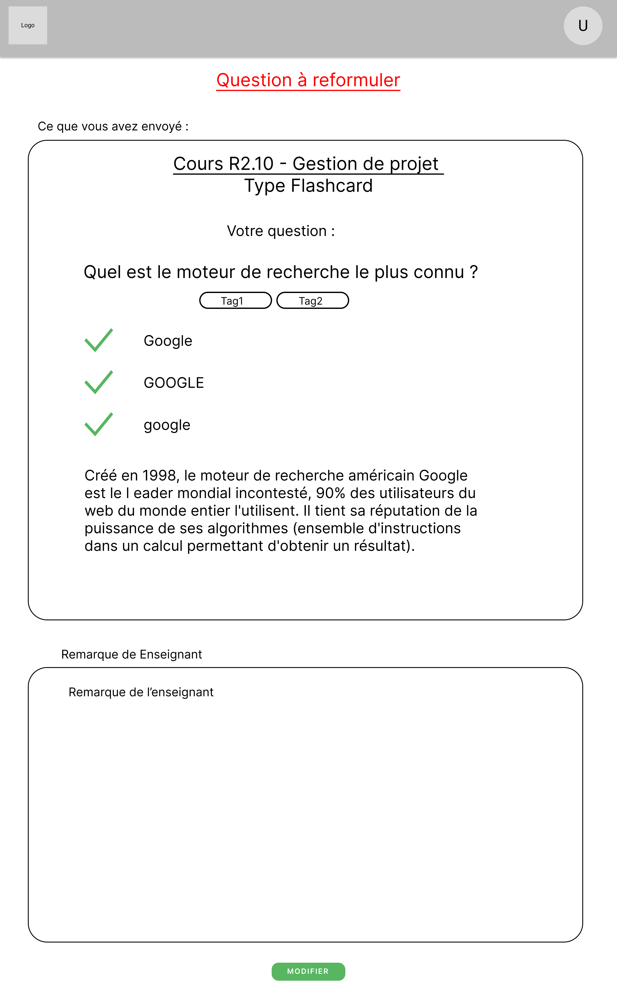 Logo
U
Question à reformuler
Ce que vous avez envoyé :
Cours R2.10 - Gestion de projet
Type Flashcard
Votre question :
Quel est le moteur de recherche le plus connu ?
Tag1 Tag2
Google
GOOGLE
google
Créé en 1998, le moteur de recherche américain Google
est le l eader mondial incontesté, 90% des utilisateurs du
web du monde entier l'utilisent. Il tient sa réputation de la
puissance de ses algorithmes (ensemble d'instructions
dans un calcul permettant d'obtenir un résultat).
Remarque de Enseignant
Remarque de l’enseignant
MODIFIER